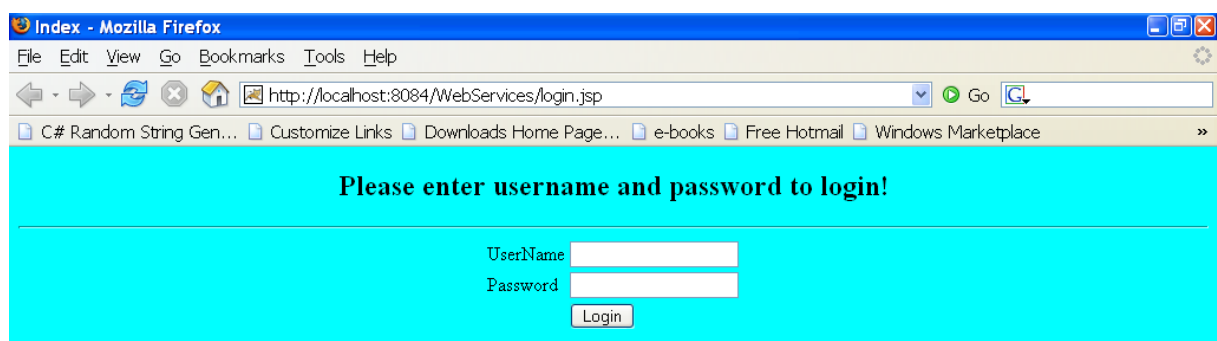 Index - Mozilla Firefox
File Edit View Go Bookmarks Tools Help
http://localhost:8084/WebServices/login.jsp Go G
C# Random String Gen... Customize Links Downloads Home Page... e-books Free Hotmail Windows Marketplace »
Please enter username and password to login!
UserName
Password
Login